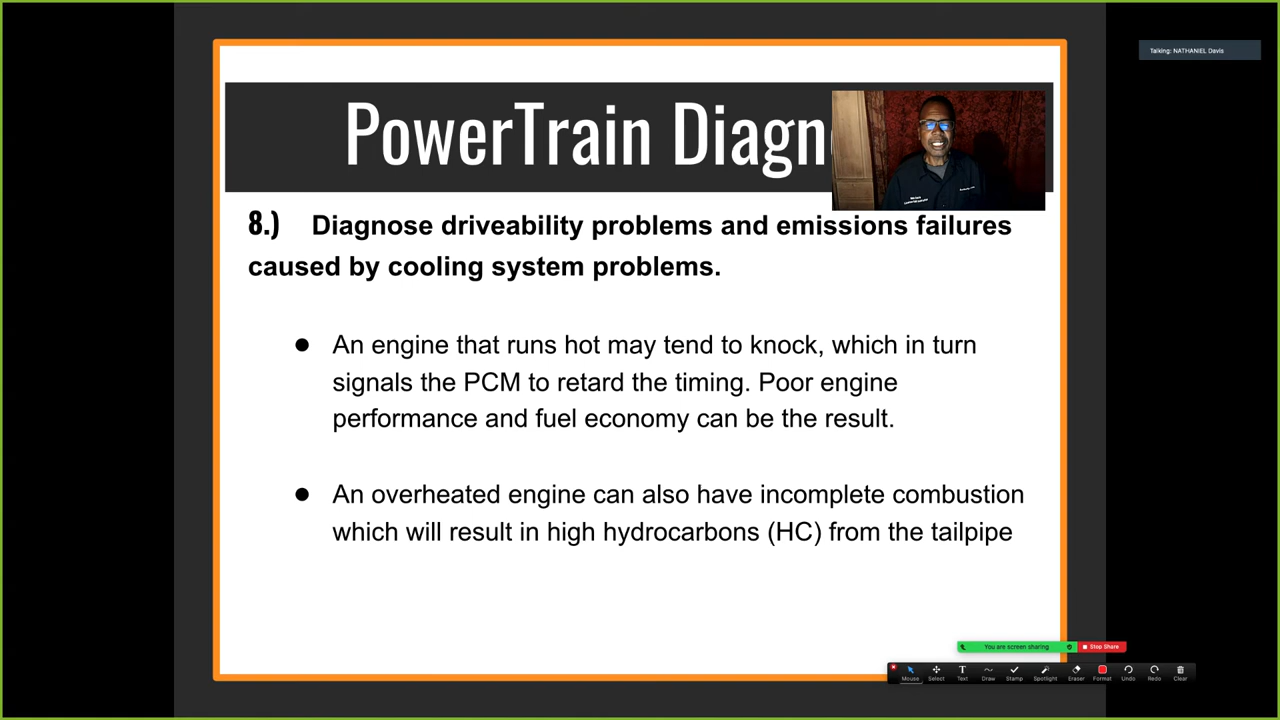 Talking: NATHANIEL Davis
PowerTrain Diagn
8.) Diagnose driveability problems and emissions failures
caused by cooling system problems.
● An engine that runs hot may tend to knock, which in turn
signals the PCM to retard the timing. Poor engine
performance and fuel economy can be the result.
● An overheated engine can also have incomplete combustion
which will result in high hydrocarbons (HC) from the tailpipe
You are screen sharing Stop Share
Mouse Select Text Draw Stamp Spotlight Eraser Format Undo Redo Clear